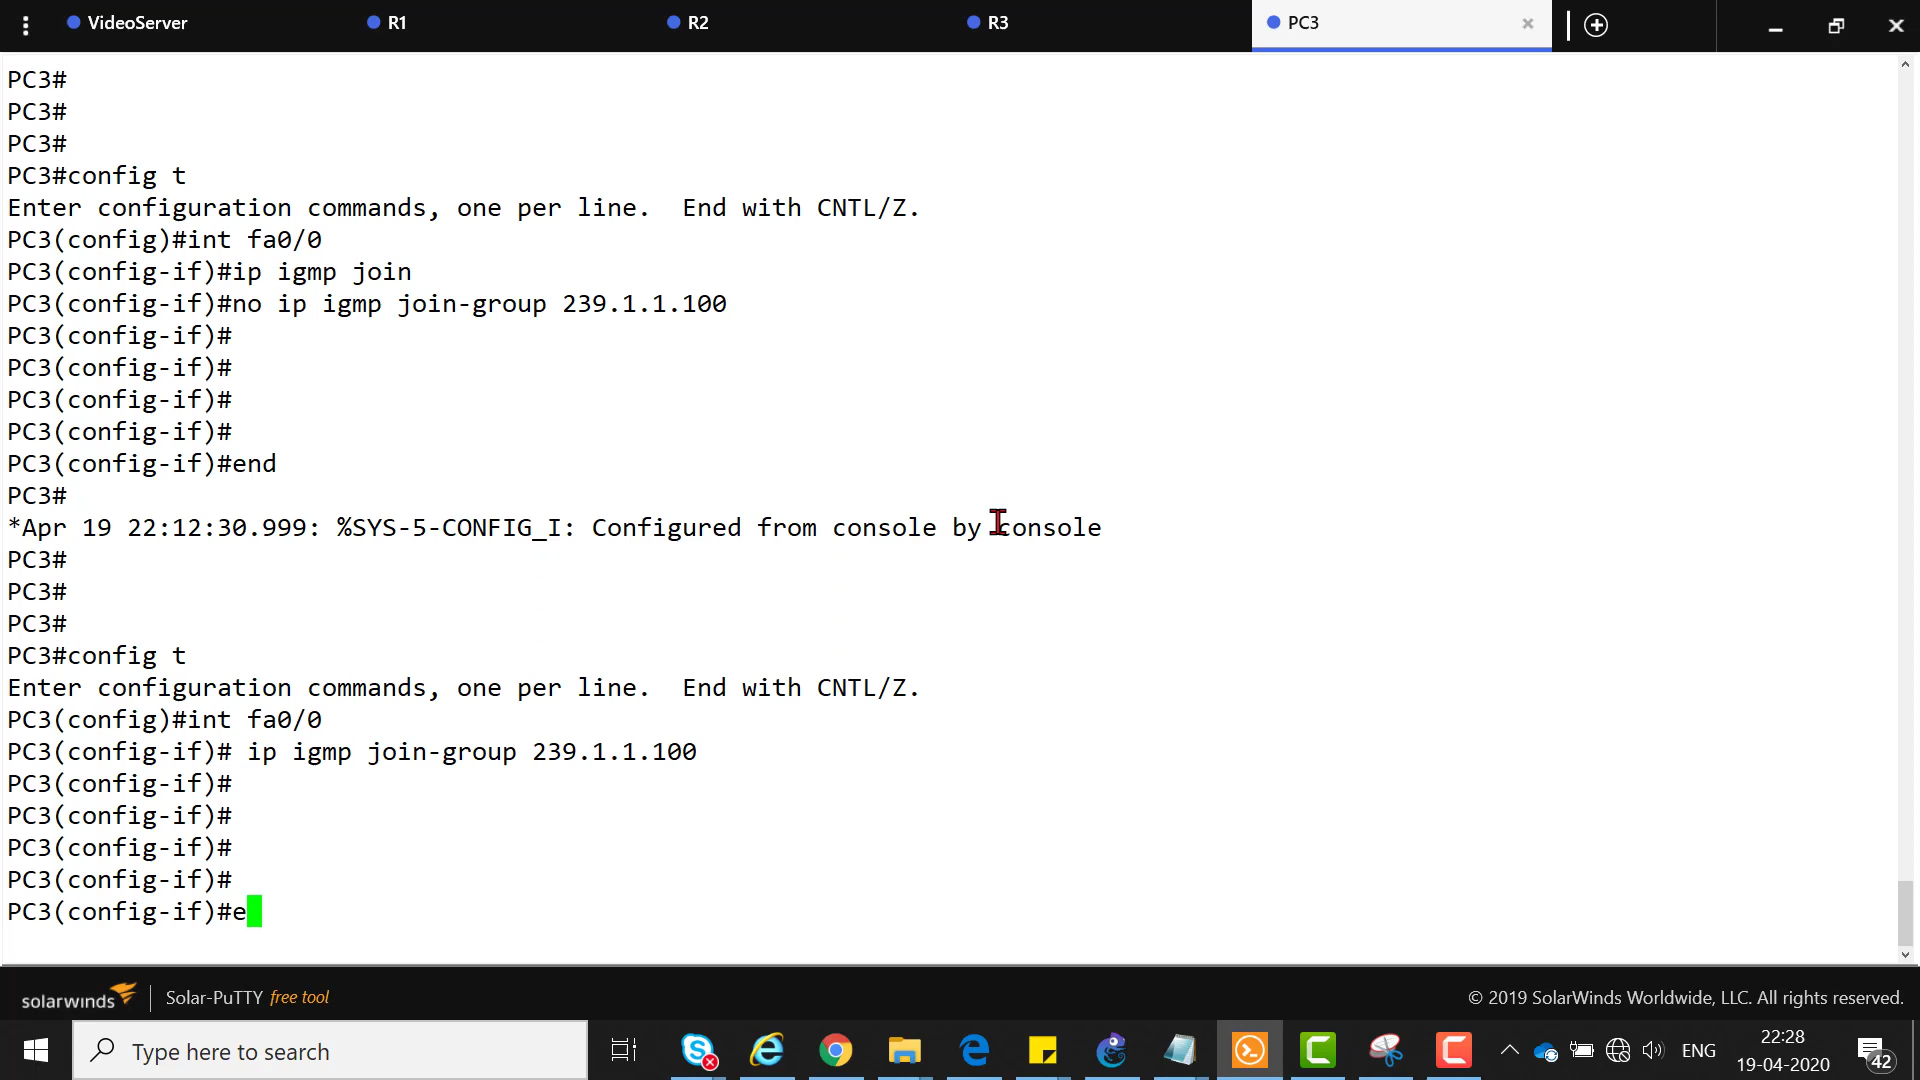 VideoServer R1 R2 R3 PC3
PC3#
PC3#
PC3#
PC3#config t
Enter configuration commands, one per line.  End with CNTL/Z.
PC3(config)#int fa0/0
PC3(config-if)#ip igmp join
PC3(config-if)#no ip igmp join-group 239.1.1.100
PC3(config-if)#
PC3(config-if)#
PC3(config-if)#
PC3(config-if)#
PC3(config-if)#end
PC3#
*Apr 19 22:12:30.999: %SYS-5-CONFIG_I: Configured from console by console
PC3#
PC3#
PC3#
PC3#config t
Enter configuration commands, one per line.  End with CNTL/Z.
PC3(config)#int fa0/0
PC3(config-if)# ip igmp join-group 239.1.1.100
PC3(config-if)#
PC3(config-if)#
PC3(config-if)#
PC3(config-if)#
PC3(config-if)#e
solarwinds Solar-PuTTY free tool © 2019 SolarWinds Worldwide, LLC. All rights reserved.
Type here to search ENG 22:28
19-04-2020 42